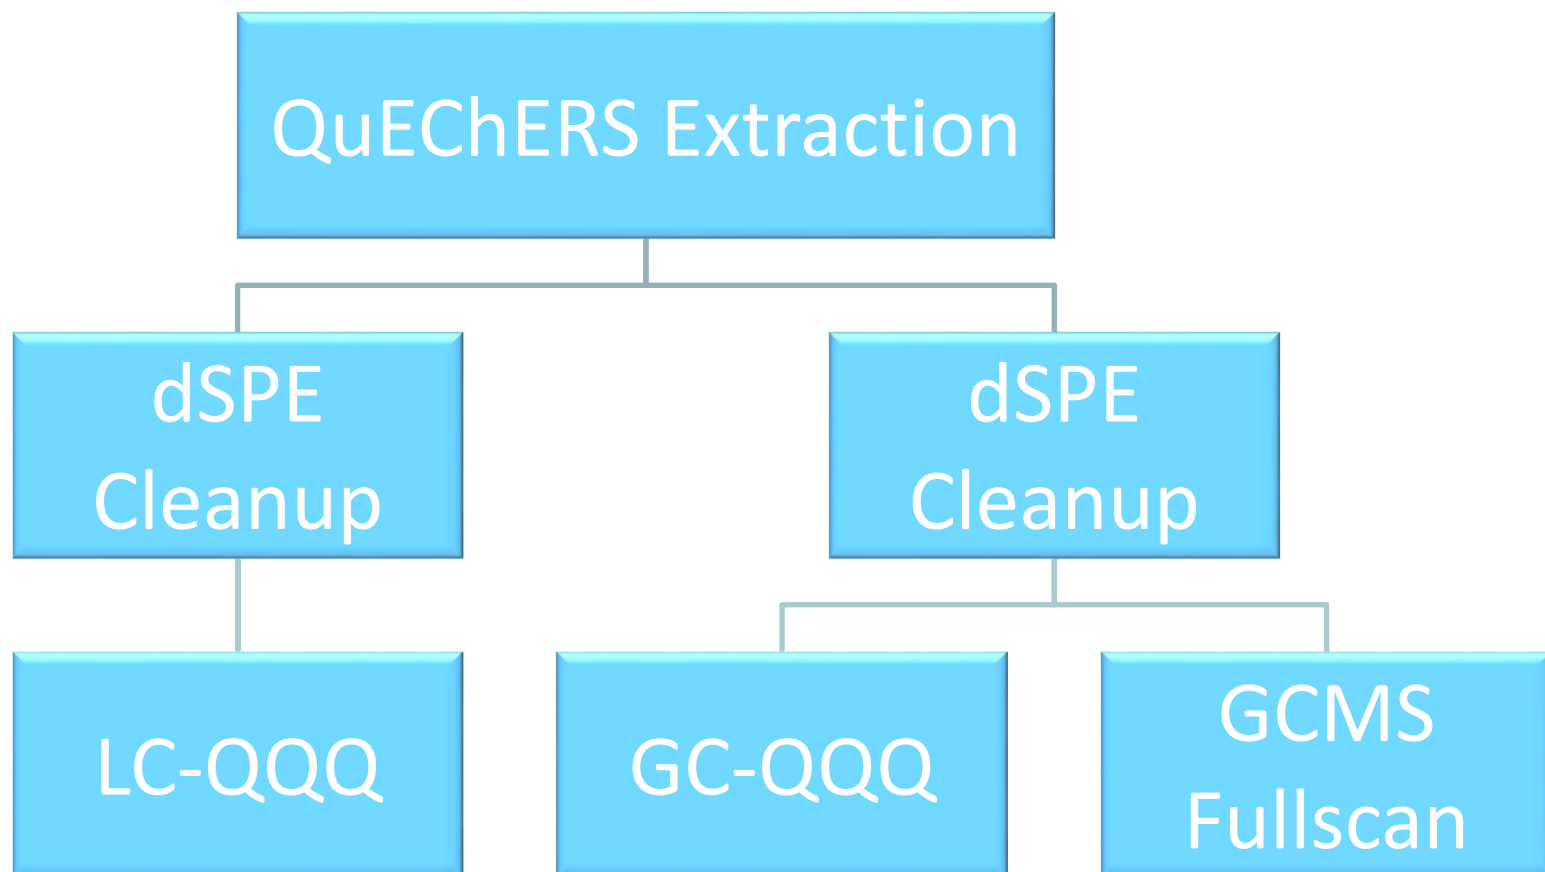 QuEChERS Extraction
dSPE
Cleanup
dSPE
Cleanup
LC-QQQ
GC-QQQ
GCMS
Fullscan